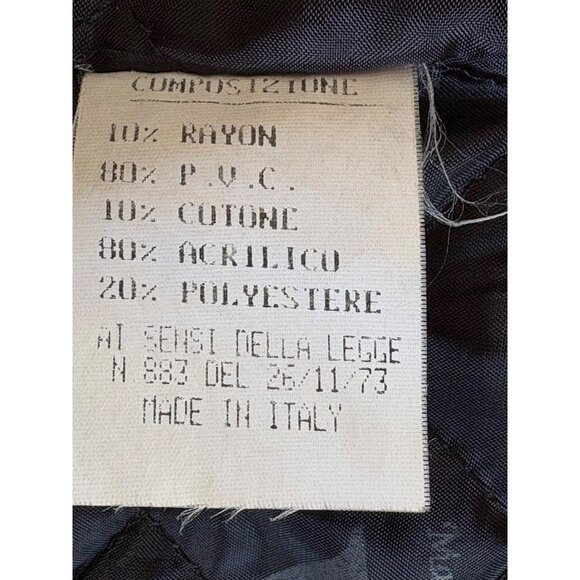 COMPOSIZIONE
10% RAYON
80% P.V.C.
10% COTONE
80% ACRILICO
20% POLYESTERE
AI SENSI DELLA LEGGE
N 883 DEL 26/11/73
MADE IN ITALY